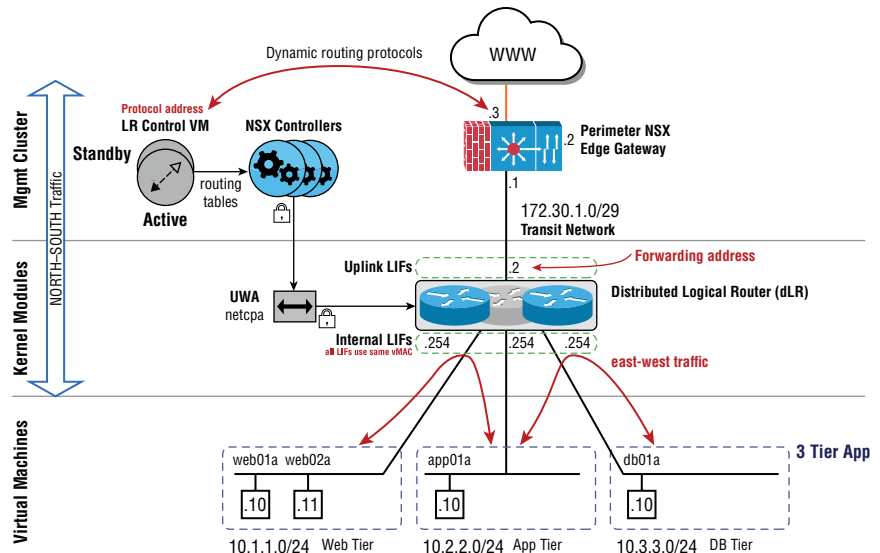 WWW
Dynamic routing protocols
Protocol address
LR Control VM
NSX Controllers
.3
.2
Perimeter NSX
Edge Gateway
Standby
routing
tables
.1
Active
172.30.1.0/29
Transit Network
Mgmt Cluster
NORTH–SOUTH Traffic
Uplink LIFs
.2
Forwarding address
UWA
netcpa
Distributed Logical Router (dLR)
Internal LIFs
all LIFs use same vMAC
.254
.254
.254
east-west traffic
Kernel Modules
3 Tier App
web01a
web02a
app01a
db01a
.10
.11
.10
.10
10.1.1.0/24 Web Tier
10.2.2.0/24 App Tier
10.3.3.0/24 DB Tier
Virtual Machines